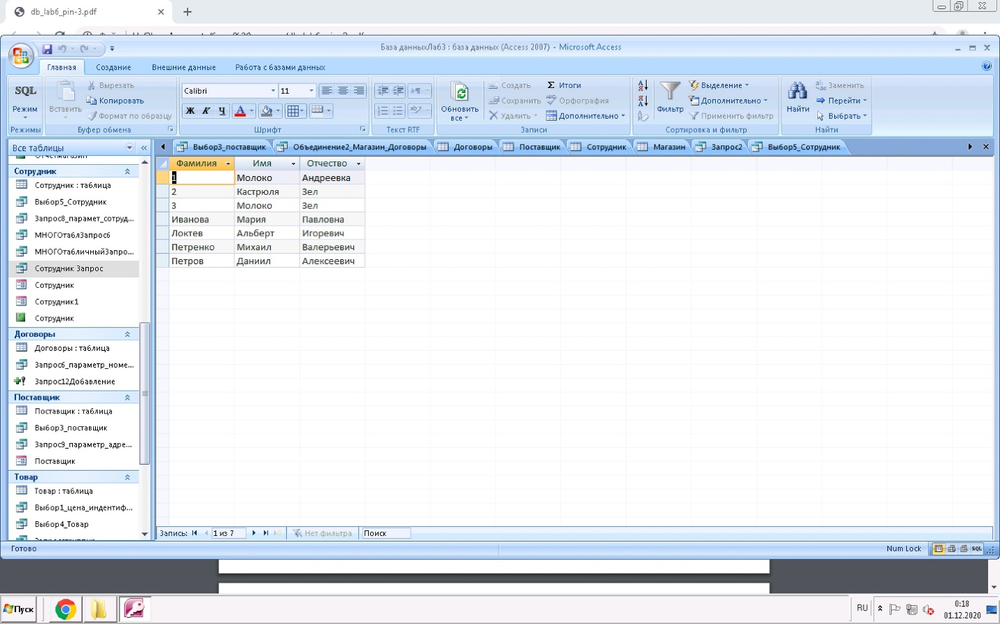 db_lab6_pin-3.pdf
База данныхЛаб3 : база данных (Access 2007) - Microsoft Access
Главная Создание Внешние данные Работа с базами данных
SQL
Режим
Режимы
Вставить
Вырезать
Копировать
Формат по образцу
Буфер обмена
Calibri 11
Ж К Ч А
Шрифт
Текст RTF
Обновить все
Создать
Сохранить
Удалить
Итоги
Орфография
Дополнительно
Записи
Фильтр
Выделение
Дополнительно
Применить фильтр
Сортировка и фильтр
Найти
Заменить
Перейти
Выбрать
Найти
Все таблицы
Сотрудник
Сотрудник : таблица
Выбор5_Сотрудник
Запрос8_парамет_сотруд...
МНОГОтаблЗапрос6
МНОГОтабличныйЗапро...
Сотрудник Запрос
Сотрудник
Сотрудник1
Сотрудник
Договоры
Договоры : таблица
Запрос6_параметр_номе...
Запрос12Добавление
Поставщик
Поставщик : таблица
Выбор3_поставщик
Запрос9_параметр_адре...
Поставщик
Товар
Товар : таблица
Выбор1_цена_индентиф...
Выбор4_Товар
Выбор3_поставщик Объединение2_Магазин_Договоры Договоры Поставщик Сотрудник Магазин Запрос2 Выбор5_Сотрудник
Фамилия Имя Отчество
1 Молоко Андреевка
2 Кастрюля Зел
3 Молоко Зел
Иванова Мария Павловна
Локтев Альберт Игоревич
Петренко Михаил Валерьевич
Петров Даниил Алексеевич
Запись: 1 из 7 Нет фильтра Поиск
Готово Num Lock SQL
Пуск RU 0:18
01.12.2020